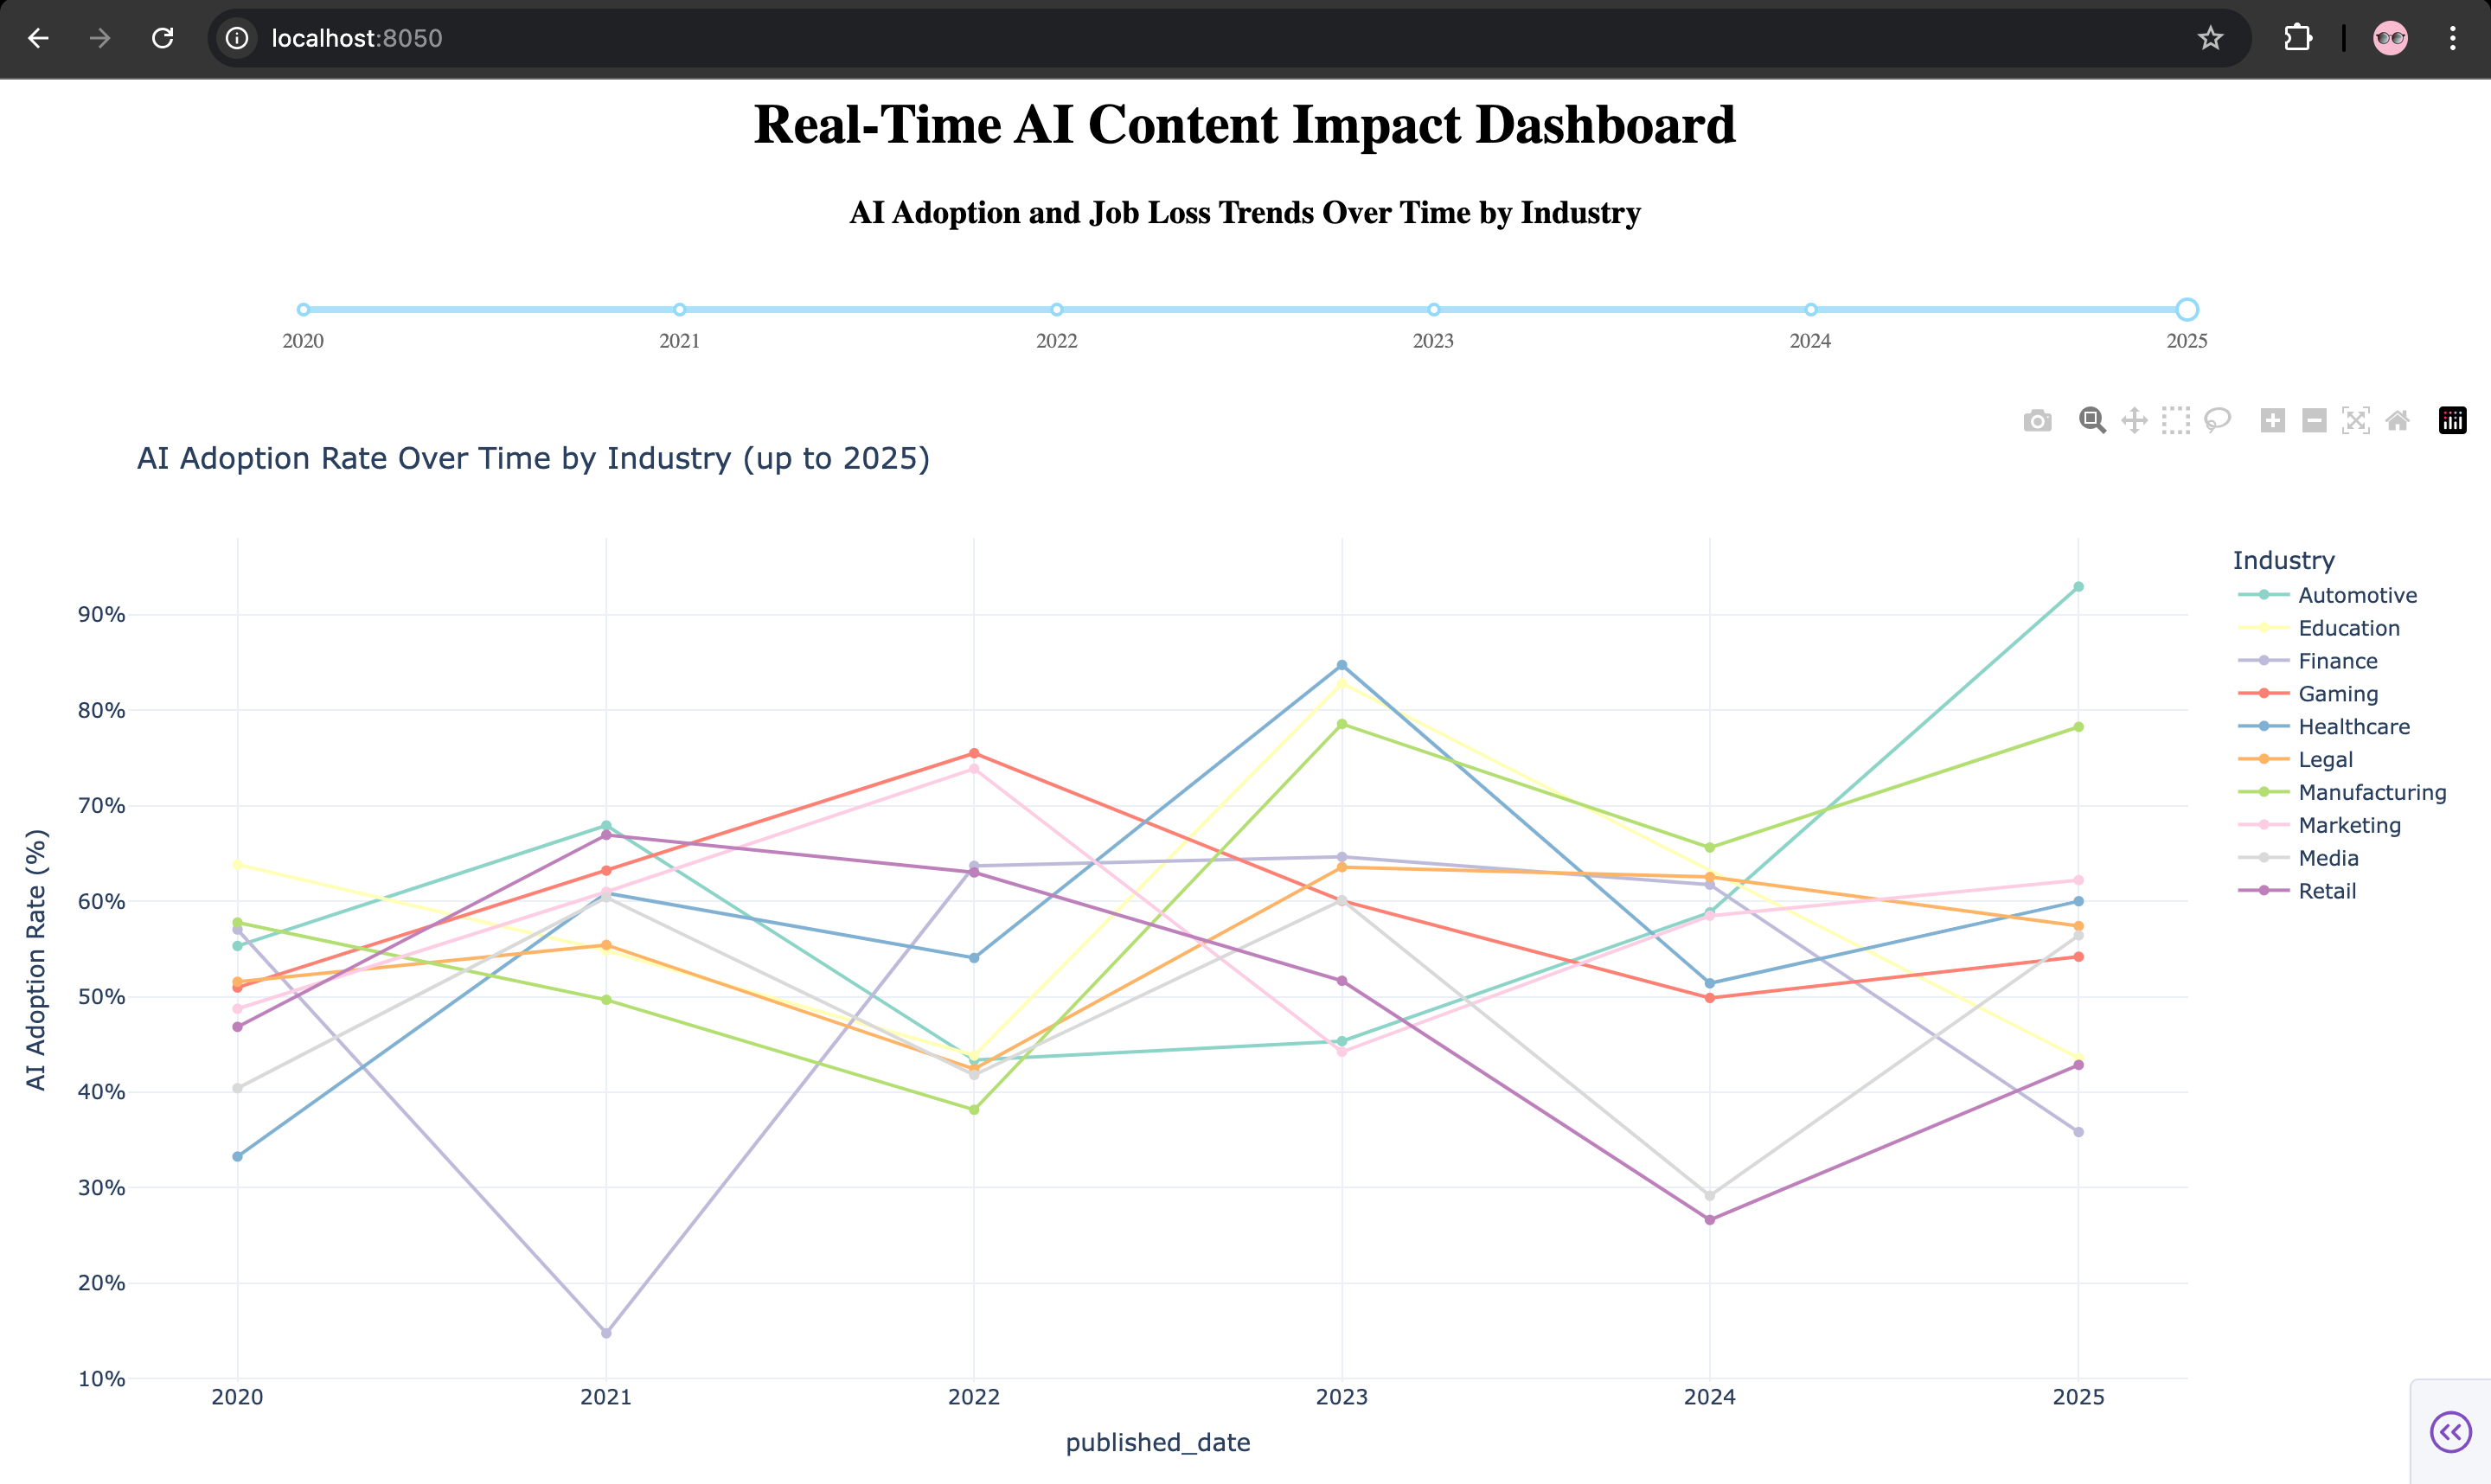 localhost:8050
Real-Time AI Content Impact Dashboard
AI Adoption and Job Loss Trends Over Time by Industry
2020
2021
2022
2023
2024
2025
AI Adoption Rate Over Time by Industry (up to 2025)
Industry
Automotive
Education
Finance
Gaming
Healthcare
Legal
Manufacturing
Marketing
Media
Retail
AI Adoption Rate (%)
90%
80%
70%
60%
50%
40%
30%
20%
10%
2020
2021
2022
2023
2024
2025
published_date